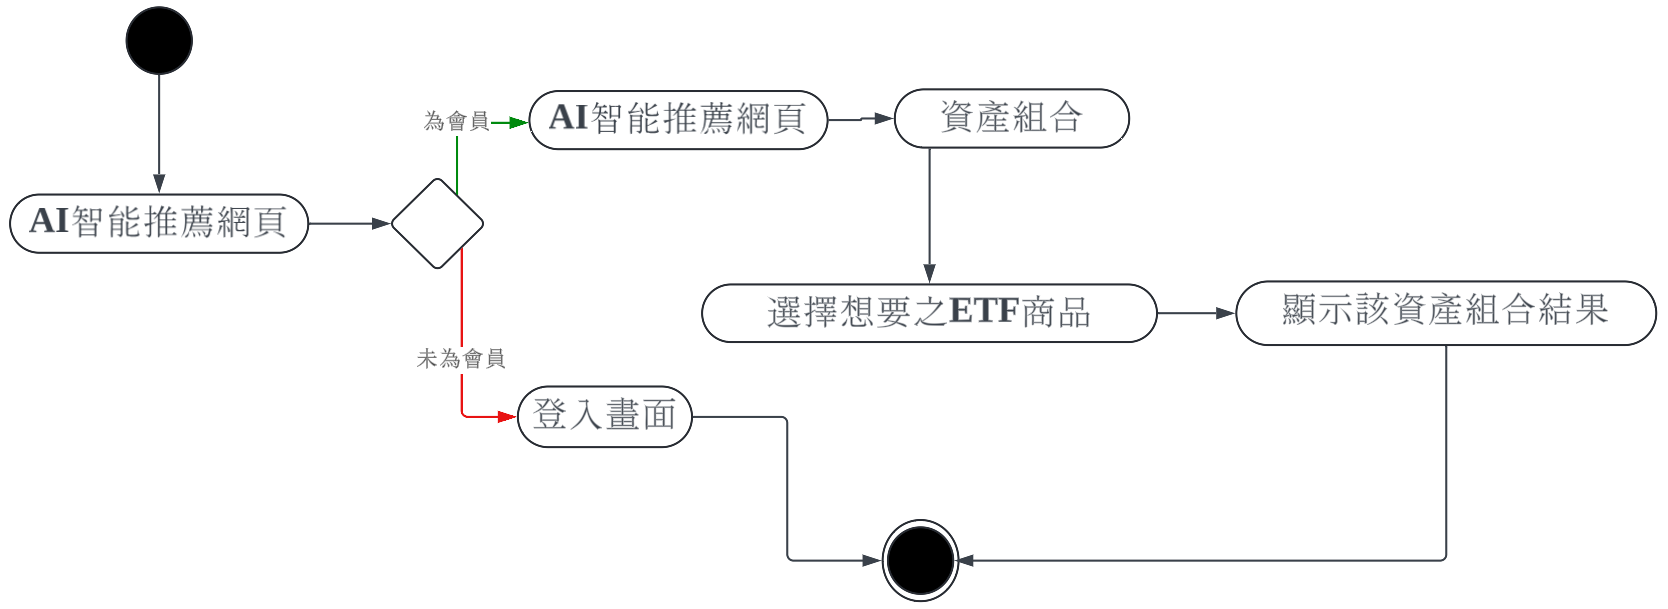 為會員
AI智能推薦網頁
資產組合
AI智能推薦網頁
選擇想要之ETF商品
顯示該資產組合結果
未為會員
登入畫面